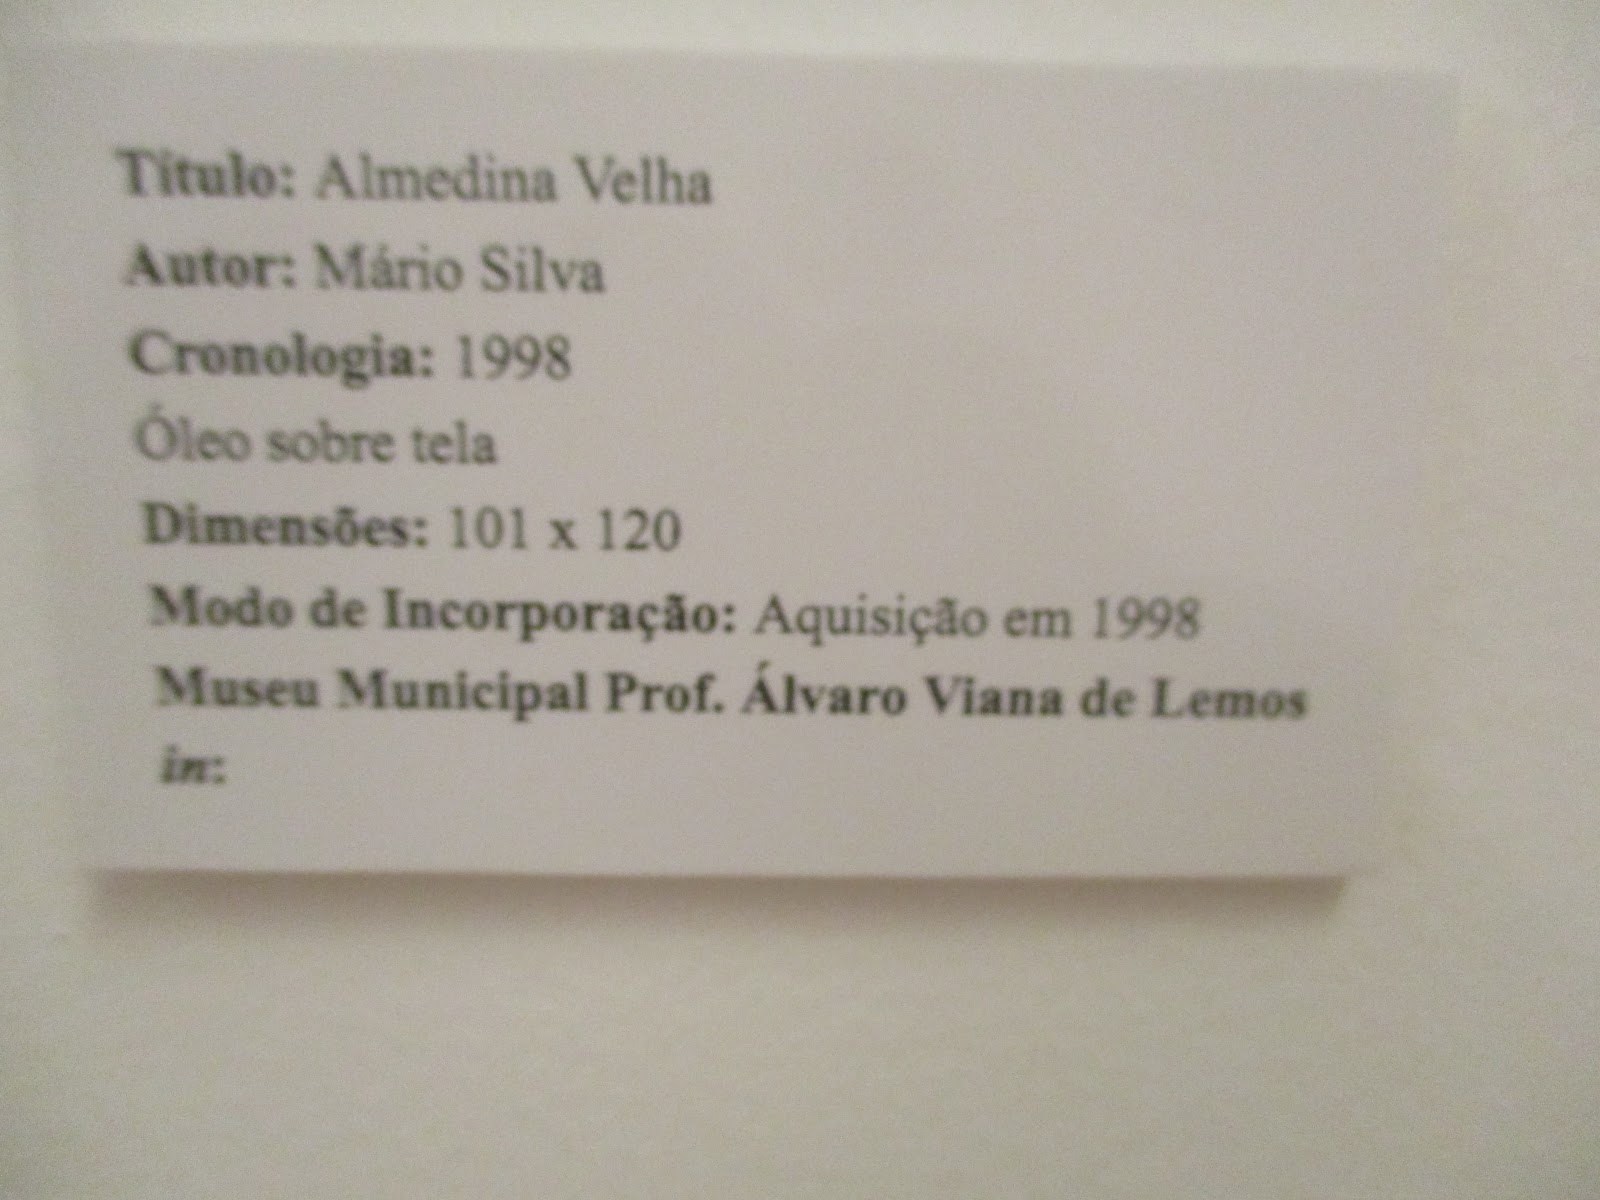 Título: Almedina Velha
Autor: Mário Silva
Cronologia: 1998
Óleo sobre tela
Dimensões: 101 x 120
Modo de Incorporação: Aquisição em 1998
Museu Municipal Prof. Álvaro Viana de Lemos
in: